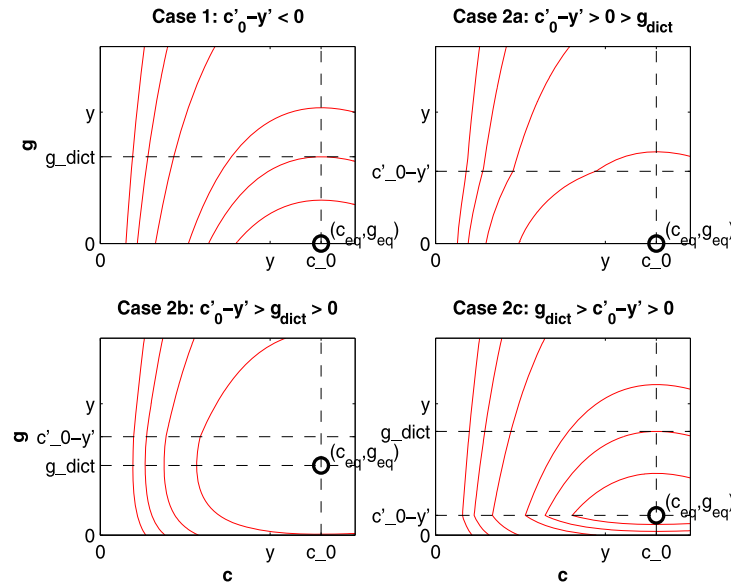 Case 1: c'0−y' < 0
Case 2a: c'0−y' > 0 > gdict
g
y
g_dict
0
(ceq,geq)
0
y
c_0
y
c'_0−y'
0
(ceq,geq)
0
y
c_0
Case 2b: c'0−y' > gdict > 0
Case 2c: gdict > c'0−y' > 0
g
y
c'_0−y'
g_dict
0
(ceq,geq)
0
y
c_0
c
y
g_dict
c'_0−y'
0
(ceq,geq)
0
y
c_0
c